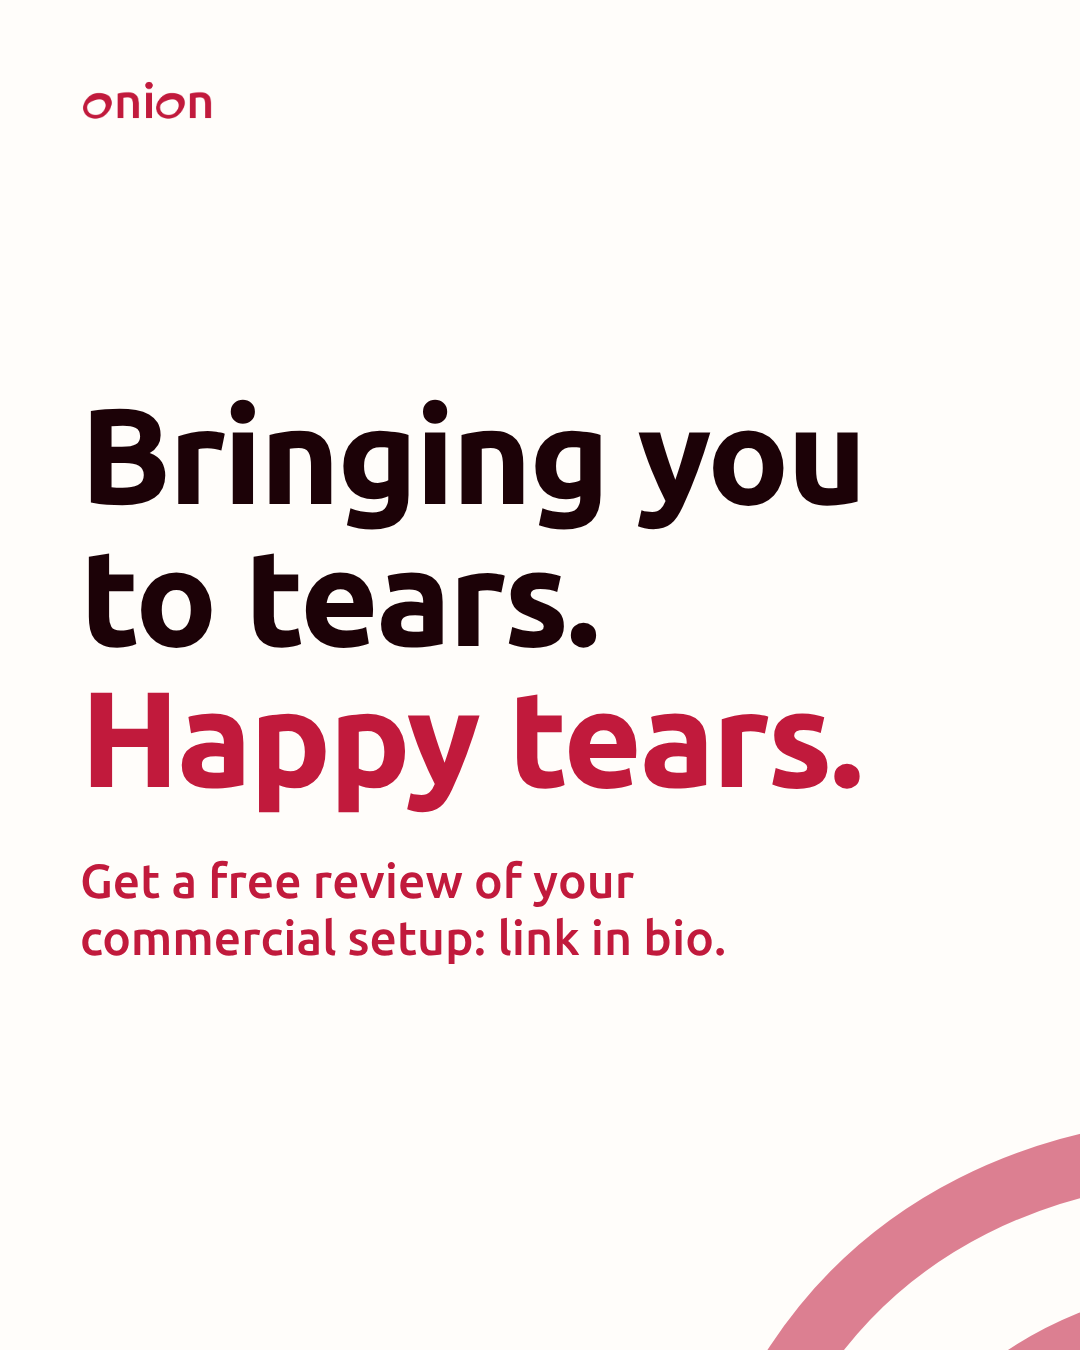 onion
Bringing you
to tears.
Happy tears.
Get a free review of your
commercial setup: link in bio.